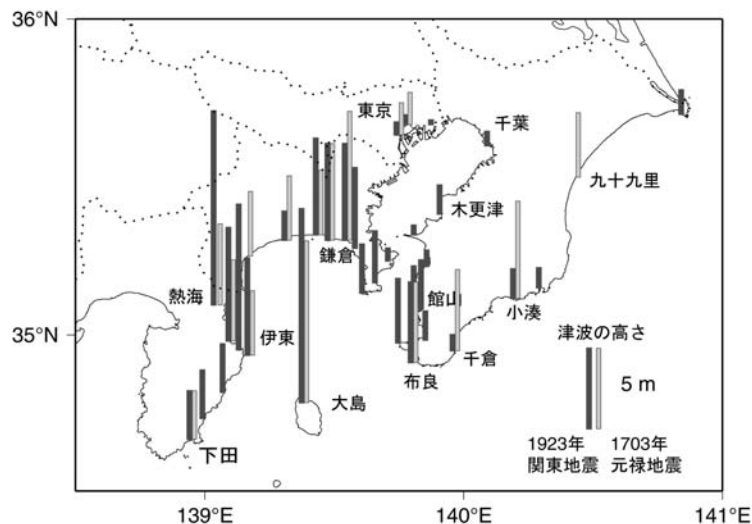 36°N
東京
千葉
九十九里
木更津
鎌倉
熱海
館山
小湊
35°N
伊東
千倉
津波の高さ
布良
大島
5 m
下田
1923年 1703年
関東地震 元禄地震
139°E 140°E 141°E